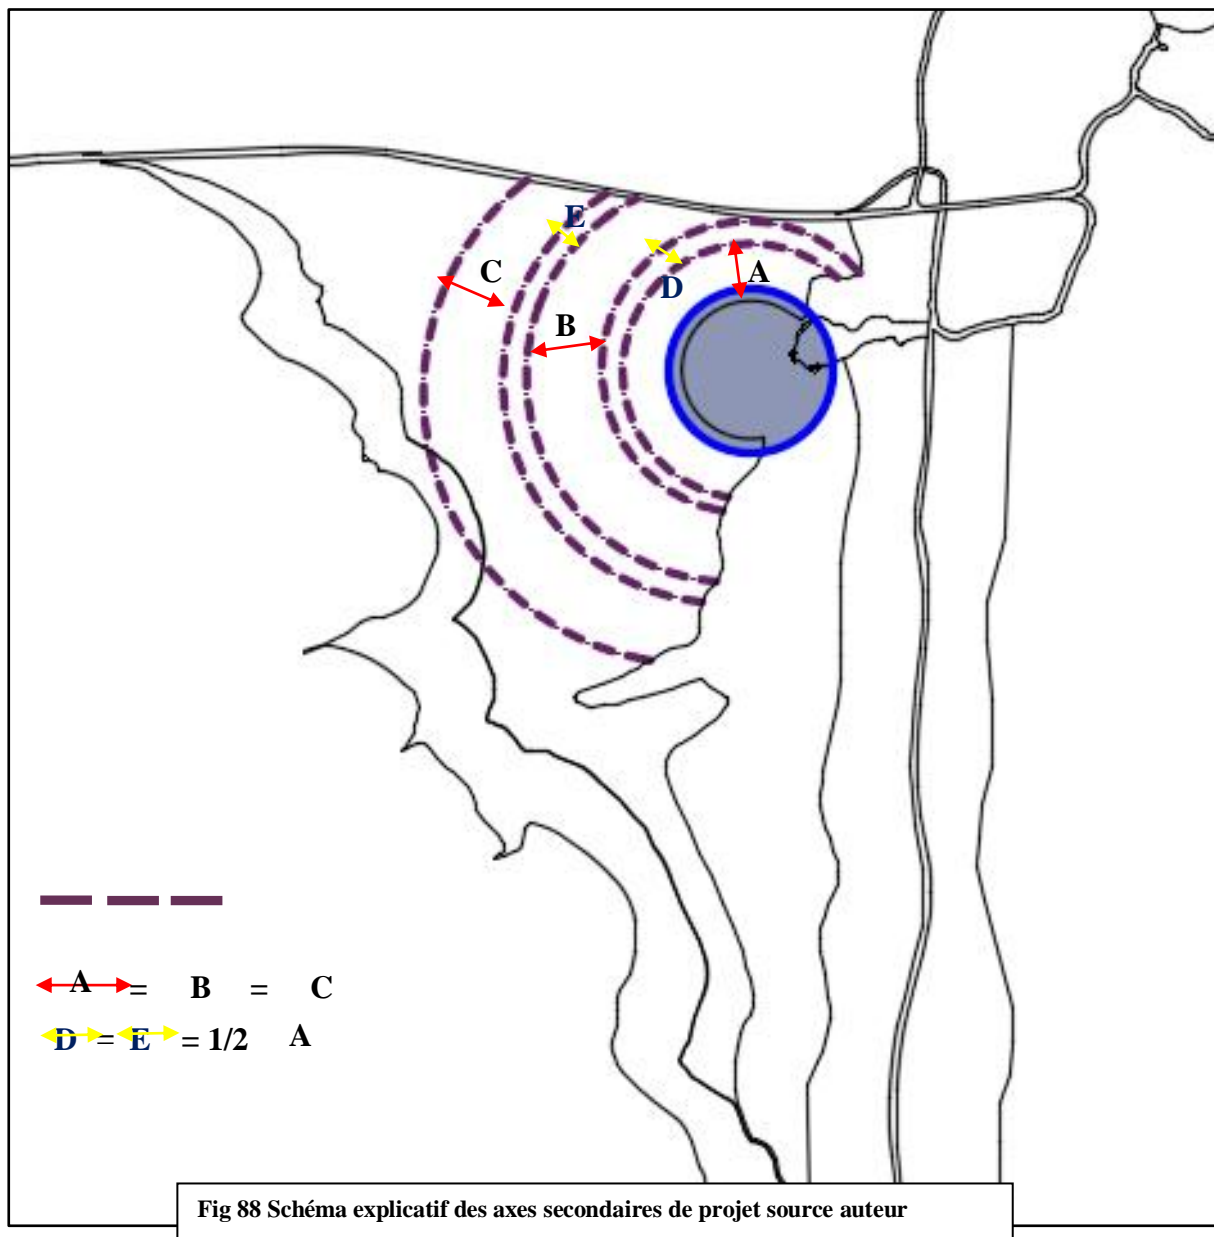 E
C
A
D
B
A = B = C
D = E = 1/2 A
Fig 88 Schéma explicatif des axes secondaires de projet source auteur